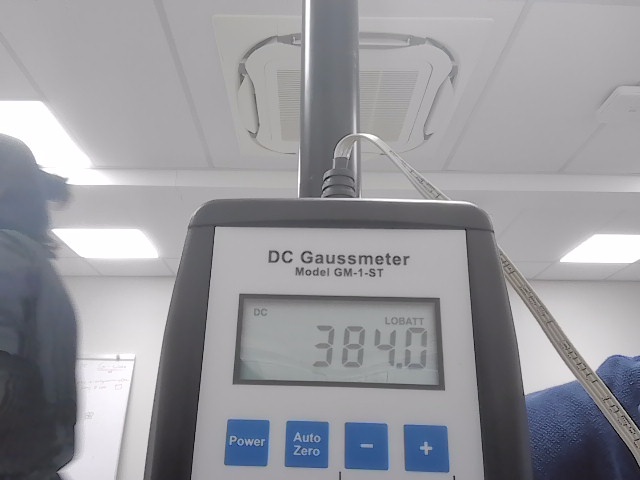 DC Gaussmeter
Model GM-1-ST
DC
LOBATT
384.0
Power
Auto
Zero
-
+